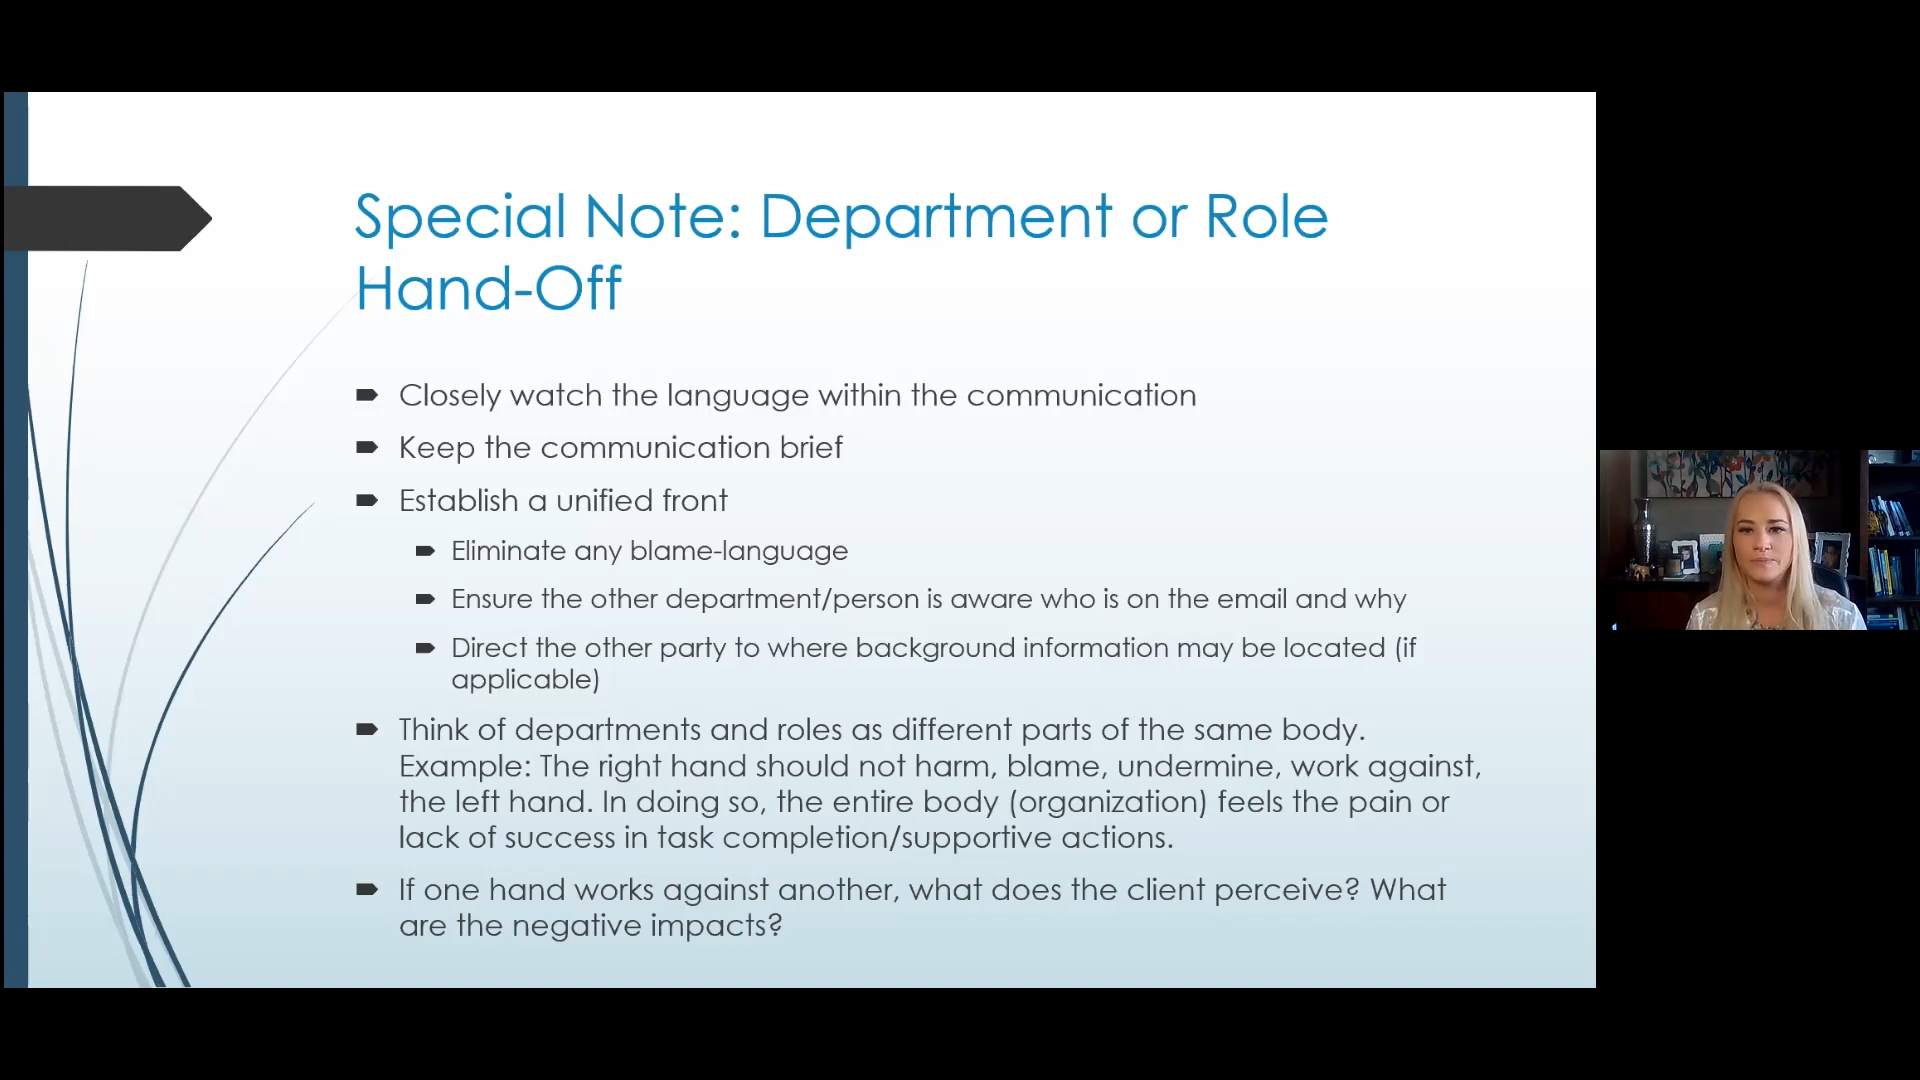 Special Note: Department or Role
Hand-Off
Closely watch the language within the communication
Keep the communication brief
Establish a unified front
Eliminate any blame-language
Ensure the other department/person is aware who is on the email and why
Direct the other party to where background information may be located (if
applicable)
Think of departments and roles as different parts of the same body.
Example: The right hand should not harm, blame, undermine, work against,
the left hand. In doing so, the entire body (organization) feels the pain or
lack of success in task completion/supportive actions.
If one hand works against another, what does the client perceive? What
are the negative impacts?